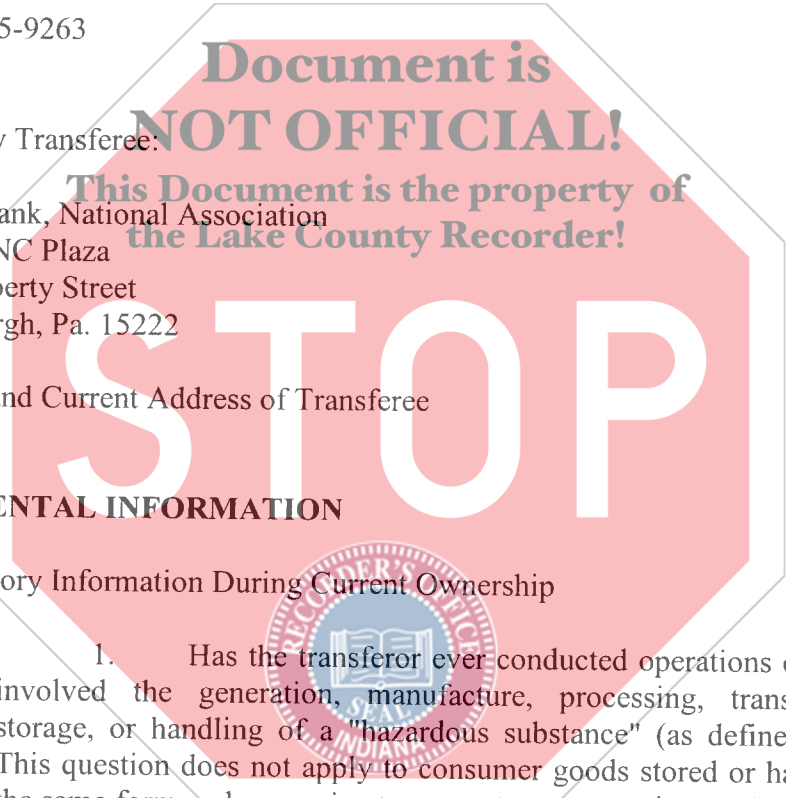 5-9263
Document is
NOT OFFICIAL!
Transferee:
This Document is the property of
ank, National Association
the Lake County Recorder!
NC Plaza
erty Street
rgh, Pa. 15222
STOP
nd Current Address of Transferee
ENTAL INFORMATION
ory Information During Current Ownership
RECORDER'S OFFICE
SEAL
INDIANA
1. Has the transferor ever conducted operations
involved the generation, manufacture, processing, trans
storage, or handling of a "hazardous substance" (as define
This question does not apply to consumer goods stored or ha